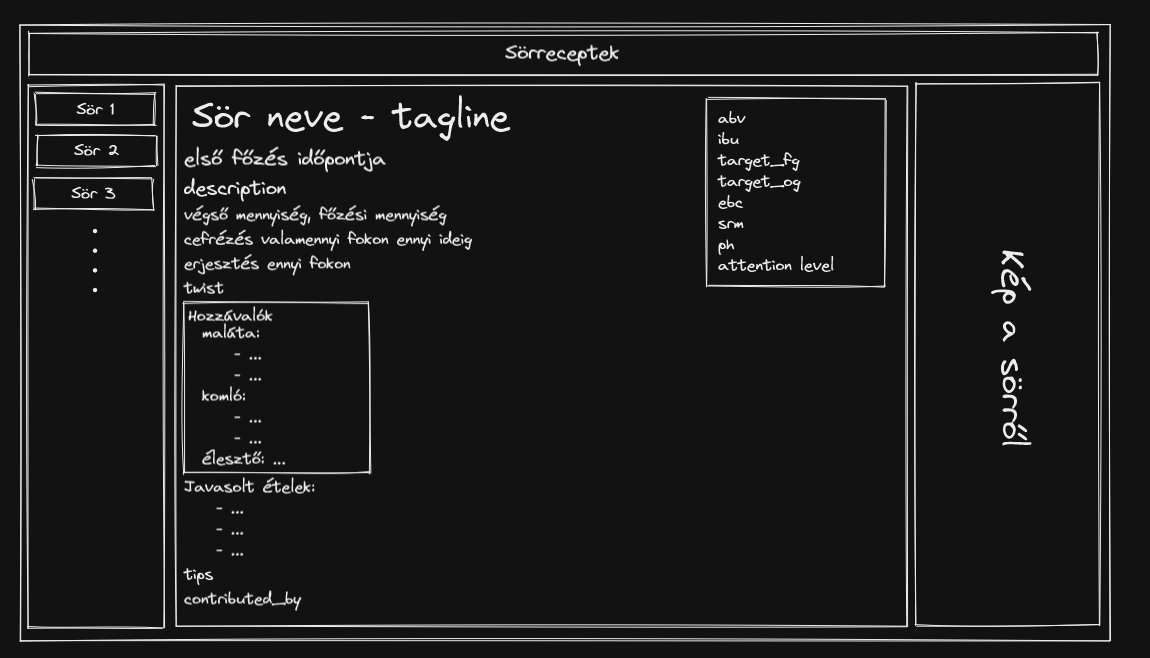 Sörreceptek
Sör 1
Sör 2
Sör 3
Sör neve - tagline
első főzés időpontja
description
végső mennyiség, főzési mennyiség
cefrézés valamennyi fokon ennyi ideig
erjesztés ennyi fokon
twist
Hozzávalók
maláta:
- ...
- ...
komló:
- ...
- ...
élesztő: ...
Javasolt ételek:
- ...
- ...
- ...
tips
contributed_by
abv
ibu
target_fg
target_og
ebc
srm
ph
attention level
Kép a sörről